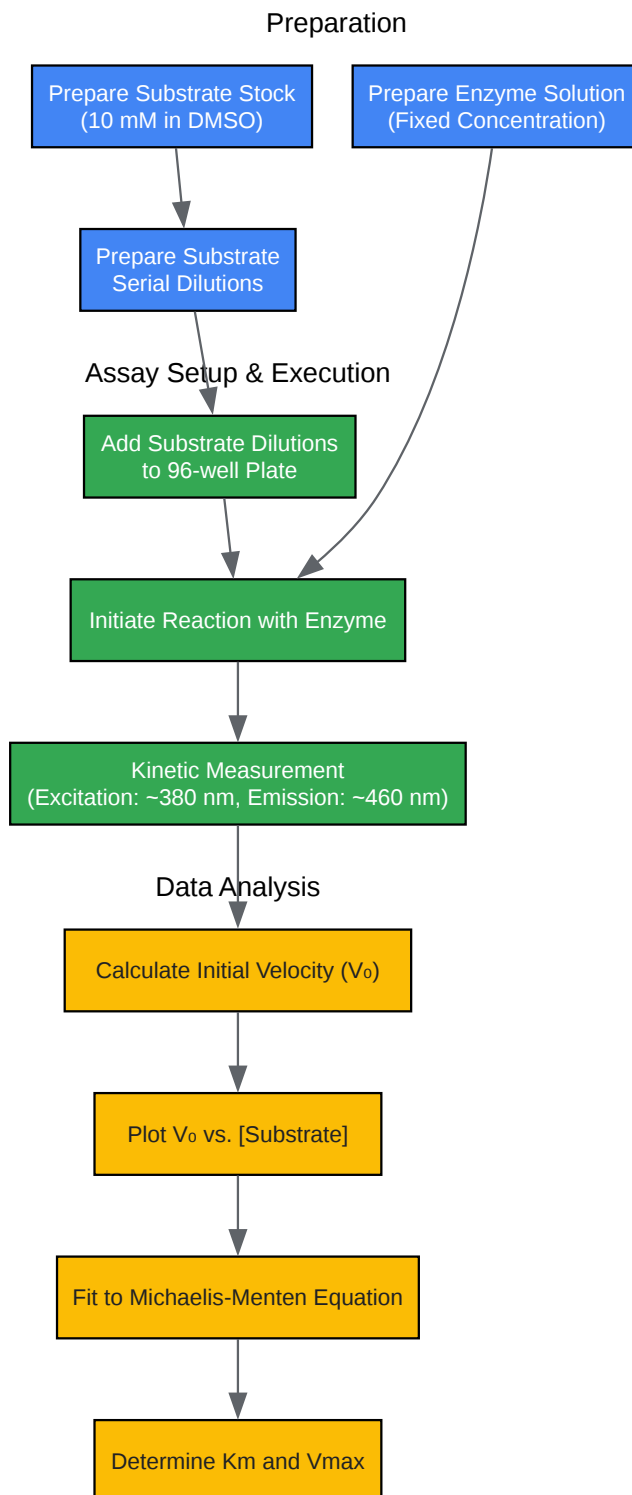 Preparation
Prepare Substrate Stock
(10 mM in DMSO)
Prepare Enzyme Solution
(Fixed Concentration)
Prepare Substrate
Serial Dilutions
Assay Setup & Execution
Add Substrate Dilutions
to 96-well Plate
Initiate Reaction with Enzyme
Kinetic Measurement
(Excitation: ~380 nm, Emission: ~460 nm)
Data Analysis
Calculate Initial Velocity (V₀)
Plot V₀ vs. [Substrate]
Fit to Michaelis-Menten Equation
Determine Km and Vmax